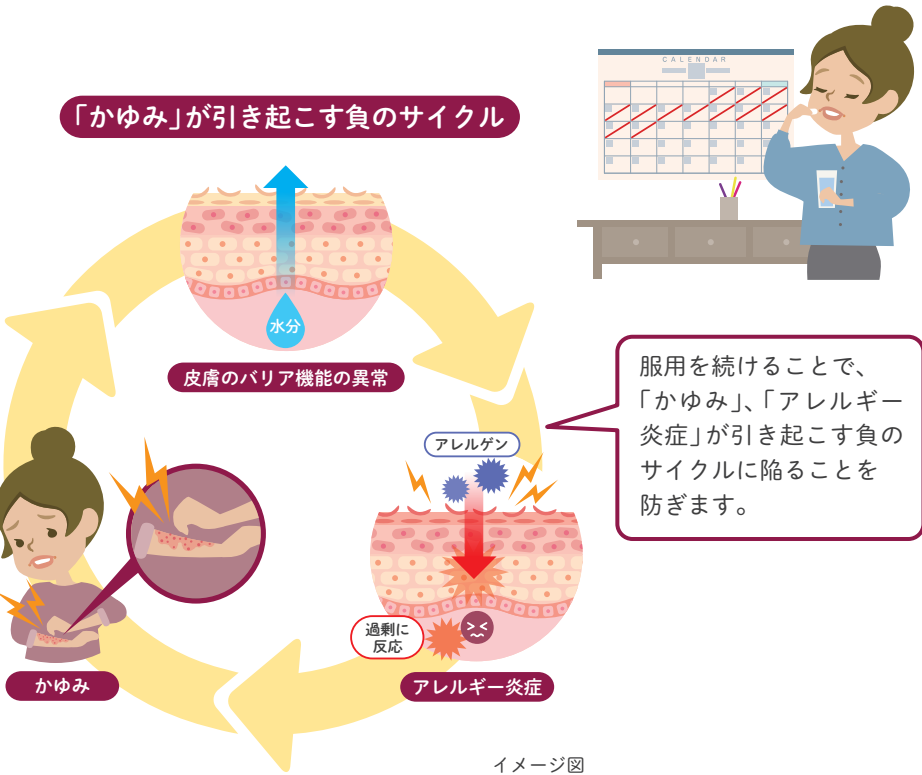 CALENDAR
「かゆみ」が引き起こす負のサイクル
水分
皮膚のバリア機能の異常
服用を続けることで、
「かゆみ」、「アレルギー
炎症」が引き起こす負の
サイクルに陥ることを
防ぎます。
アレルゲン
過剰に
反応
アレルギー炎症
かゆみ
イメージ図